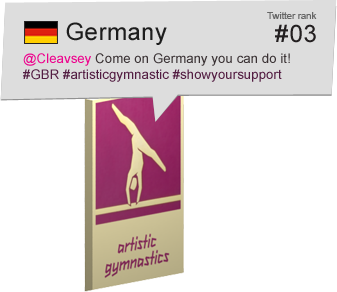 Twitter rank
Germany #03
@Cleavsey Come on Germany you can do it!
#GBR #artisticgymnastic #showyoursupport
artistic
gymnastics